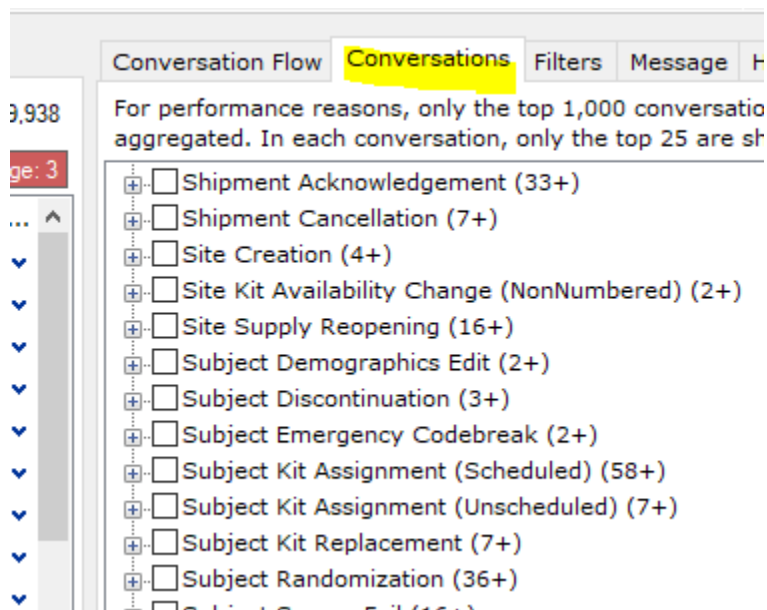 Conversation Flow Conversations Filters Message H
9,938
For performance reasons, only the top 1,000 conversatio
aggregated. In each conversation, only the top 25 are sh
ge: 3
...
Shipment Acknowledgement (33+)
Shipment Cancellation (7+)
Site Creation (4+)
Site Kit Availability Change (NonNumbered) (2+)
Site Supply Reopening (16+)
Subject Demographics Edit (2+)
Subject Discontinuation (3+)
Subject Emergency Codebreak (2+)
Subject Kit Assignment (Scheduled) (58+)
Subject Kit Assignment (Unscheduled) (7+)
Subject Kit Replacement (7+)
Subject Randomization (36+)